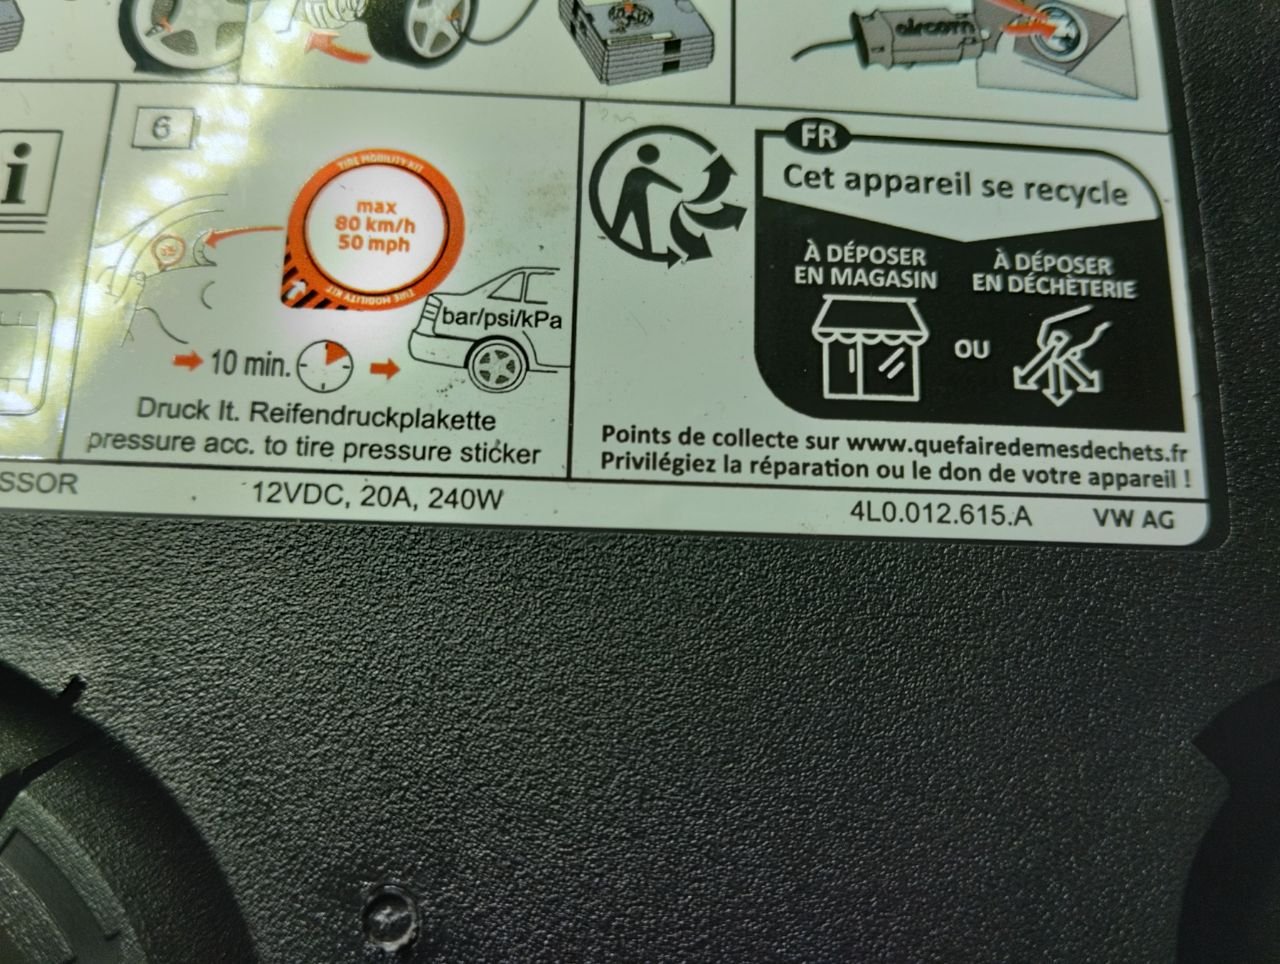 aircom
i
6
TIRE MOBILITY KIT
max
80 km/h
50 mph
TIRE MOBILITY KIT
bar/psi/kPa
10 min.
Druck lt. Reifendruckplakette
pressure acc. to tire pressure sticker
FR
Cet appareil se recycle
À DÉPOSER
EN MAGASIN
OU
À DÉPOSER
EN DÉCHÈTERIE
Points de collecte sur www.quefairedemesdechets.fr
Privilégiez la réparation ou le don de votre appareil !
SSOR
12VDC, 20A, 240W
4L0.012.615.A
VW AG